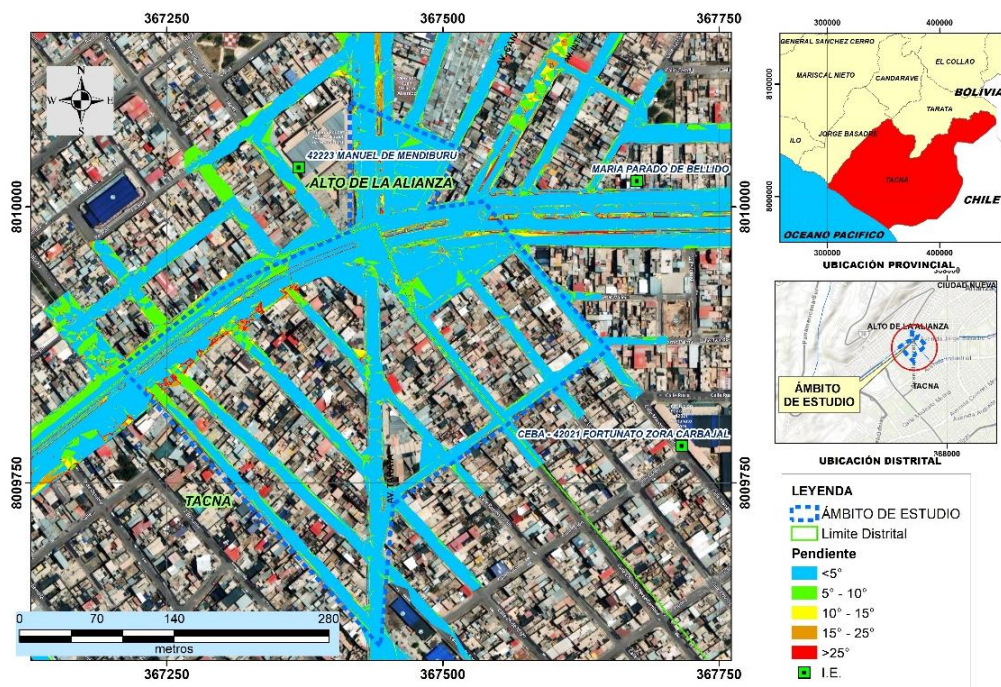 367250
367500
367750
8010000
8009750
N
W
E
S
42223 MANUEL DE MENDIBURU
ALTO DE LA ALIANZA
MARIA PARADO DE BELLIDO
CEBA - 42021 FORTUNATO ZORA CARBAJAL
TACNA
0 70 140 280
metros
367250
367500
367750
8010000
8009750
300000
400000
8100000
8000000
GENERAL SANCHEZ CERRO
EL COLLAO
MARISCAL NIETO
CANDARAVE
BOLIVIA
TARATA
JORGE BASADRE
ILO
TACNA
CHILE
OCEANO PACIFICO
300000
400000
UBICACIÓN PROVINCIAL
CIUDAD NUEVA
ALTO DE LA ALIANZA
TACNA
ÁMBITO
DE ESTUDIO
368000
UBICACIÓN DISTRITAL
LEYENDA
ÁMBITO DE ESTUDIO
Limite Distrital
Pendiente
<5°
5° - 10°
10° - 15°
15° - 25°
>25°
I.E.